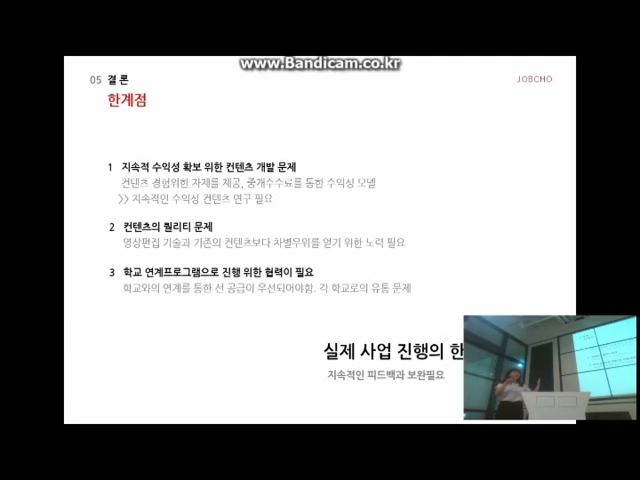 www.Bandicam.co.kr
05 결 론
JOBCHO
한계점
1 지속적 수익성 확보 위한 컨텐츠 개발 문제
컨텐츠 경험위한 자체를 제공, 중개수수료를 통한 수익성 모델
>> 지속적인 수익성 컨텐츠 연구 필요
2 컨텐츠의 퀄리티 문제
영상편집 기술과 기존의 컨텐츠보다 차별우위를 얻기 위한 노력 필요
3 학교 연계프로그램으로 진행 위한 협력이 필요
학교와의 연계를 통한 선 공급이 우선되어야함. 각 학교로의 유통 문제
실제 사업 진행의 한
지속적인 피드백과 보완필요